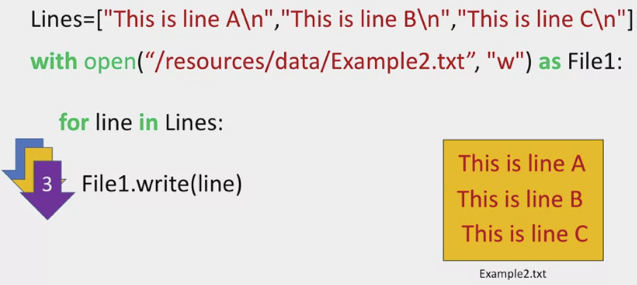 Lines=["This is line A\n","This is line B\n","This is line C\n"]
with open(“/resources/data/Example2.txt”, "w") as File1:
for line in Lines:
3 File1.write(line)
This is line A
This is line B
This is line C
Example2.txt